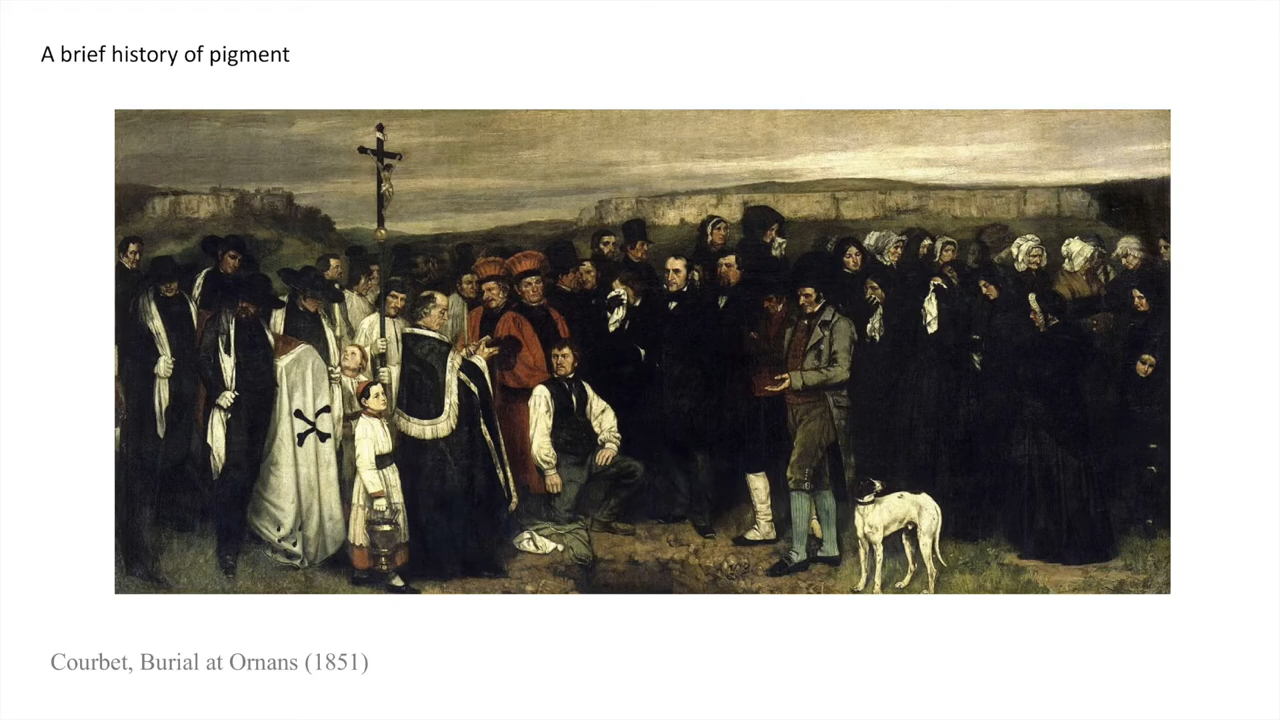 A brief history of pigment
Courbet, Burial at Ornans (1851)